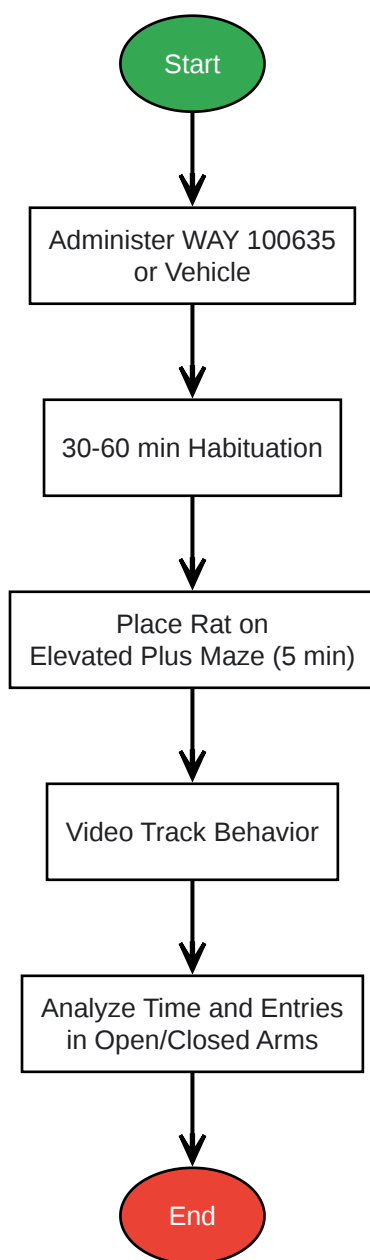 Start
Administer WAY 100635
or Vehicle
30-60 min Habituation
Place Rat on
Elevated Plus Maze (5 min)
Video Track Behavior
Analyze Time and Entries
in Open/Closed Arms
End